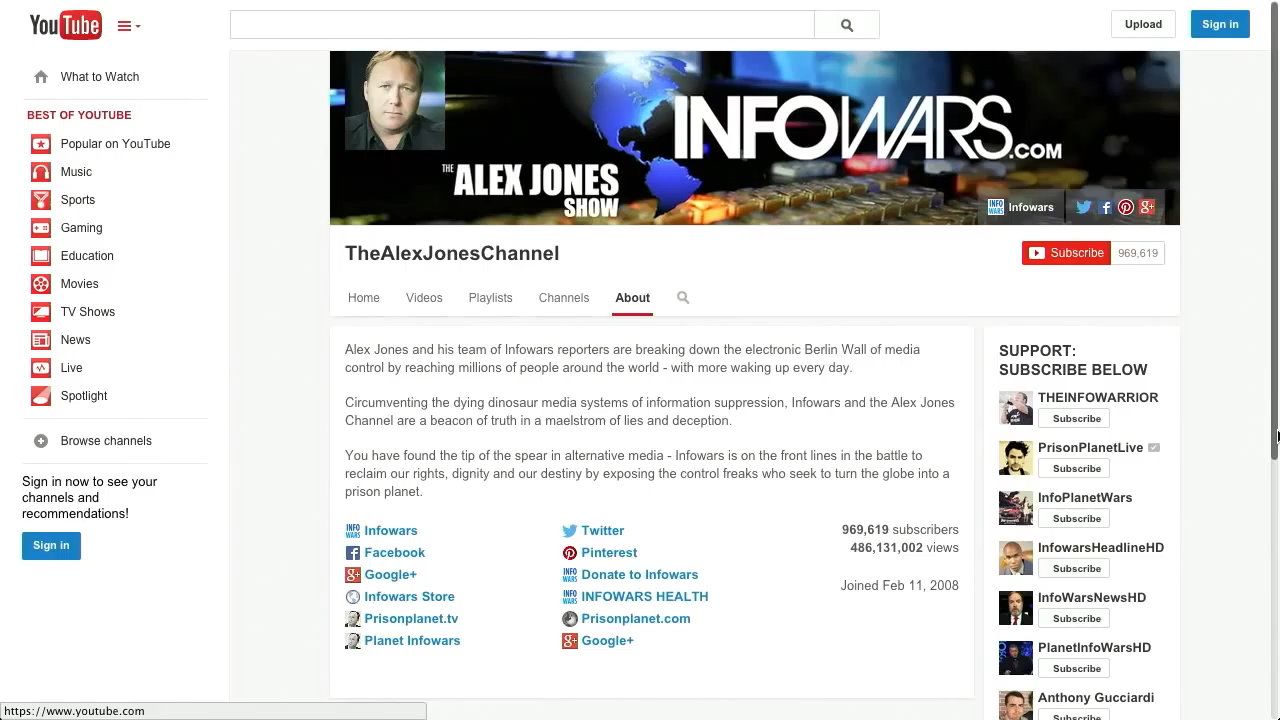 YouTube
Upload
Sign in
What to Watch
BEST OF YOUTUBE
Popular on YouTube
Music
Sports
Gaming
Education
Movies
TV Shows
News
Live
Spotlight
Browse channels
Sign in now to see your
channels and
recommendations!
Sign in
INFOWARS.COM
THE ALEX JONES
SHOW
INFO WARS Infowars
TheAlexJonesChannel
Subscribe 969,619
Home Videos Playlists Channels About
Alex Jones and his team of Infowars reporters are breaking down the electronic Berlin Wall of media
control by reaching millions of people around the world - with more waking up every day.
Circumventing the dying dinosaur media systems of information suppression, Infowars and the Alex Jones
Channel are a beacon of truth in a maelstrom of lies and deception.
You have found the tip of the spear in alternative media - Infowars is on the front lines in the battle to
reclaim our rights, dignity and our destiny by exposing the control freaks who seek to turn the globe into a
prison planet.
INFO WARS Infowars
Facebook
Google+
Infowars Store
Prisonplanet.tv
Planet Infowars
Twitter
Pinterest
INFO WARS Donate to Infowars
INFO WARS INFOWARS HEALTH
Prisonplanet.com
Google+
969,619 subscribers
486,131,002 views
Joined Feb 11, 2008
SUPPORT:
SUBSCRIBE BELOW
THEINFOWARRIOR
Subscribe
PrisonPlanetLive
Subscribe
InfoPlanetWars
Subscribe
InfowarsHeadlineHD
Subscribe
InfoWarsNewsHD
Subscribe
PlanetInfoWarsHD
Subscribe
Anthony Gucciardi
Subscribe
https://www.youtube.com